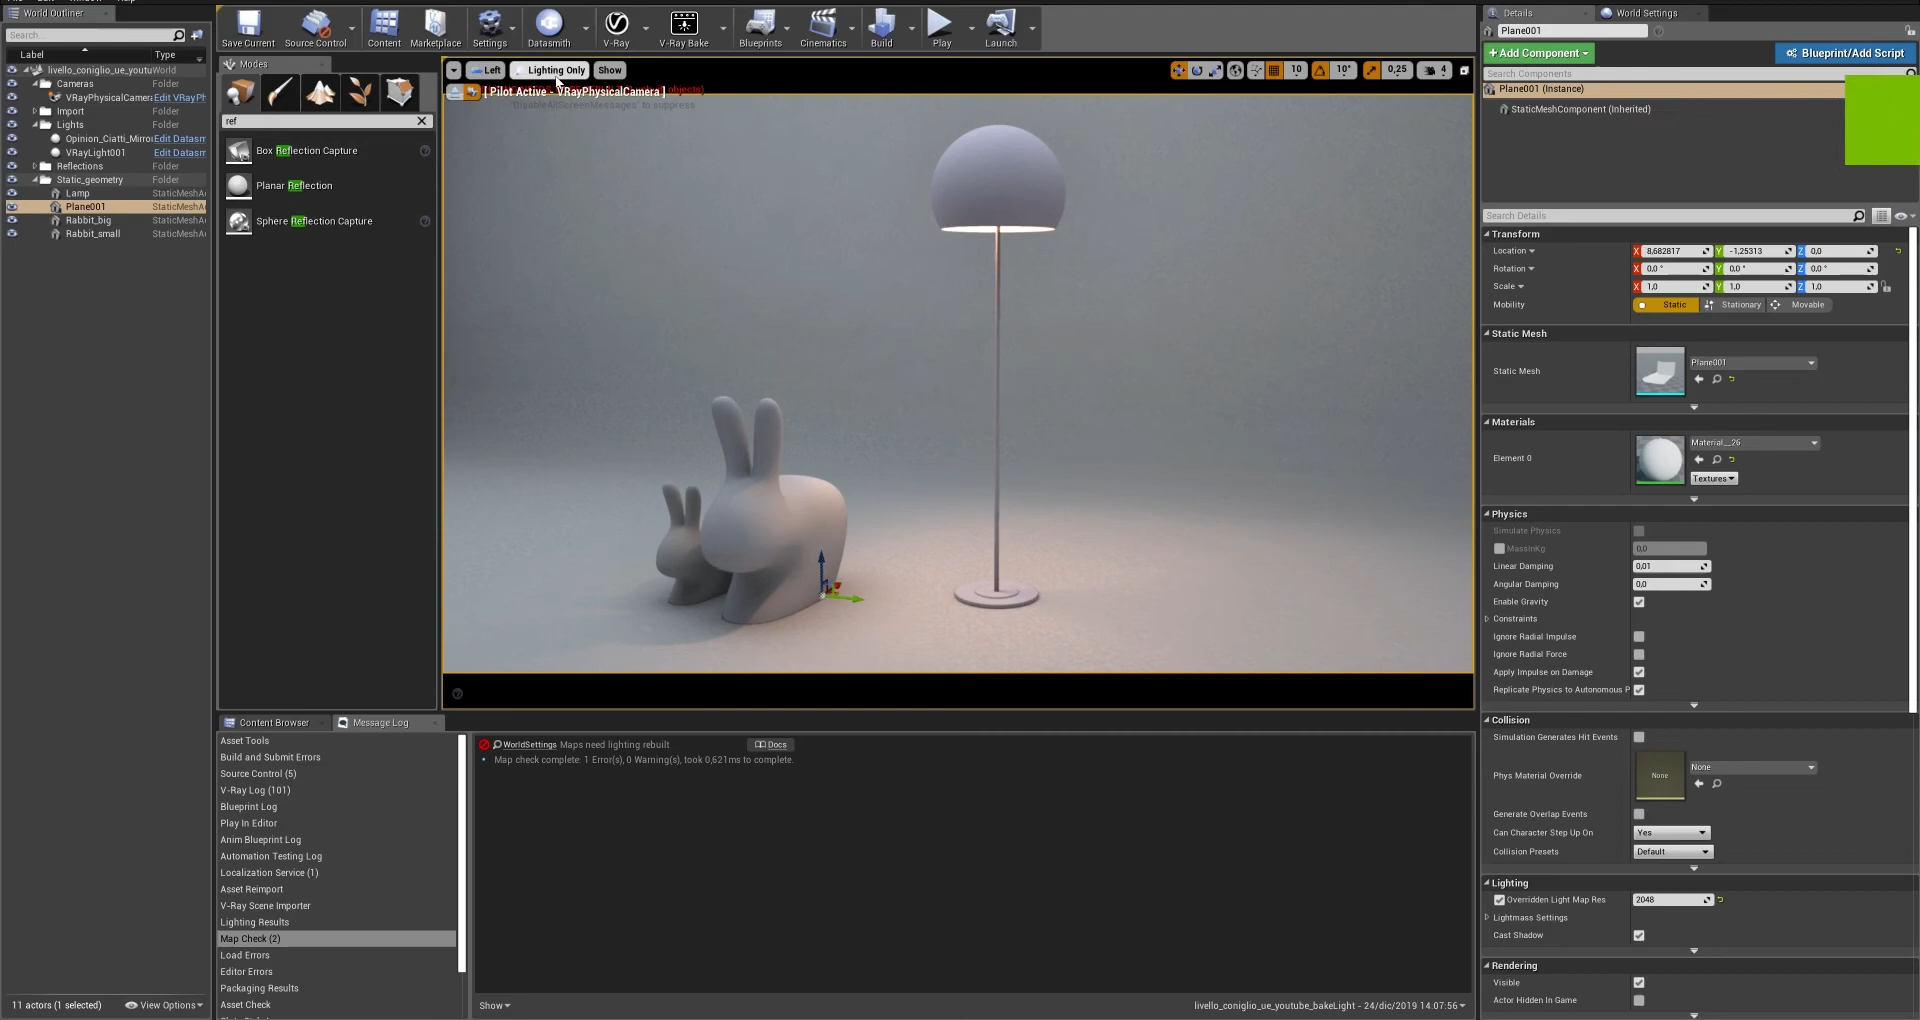 World Outliner
Search...
Label
Type
livello_coniglio_ue_youtu World
Cameras Folder
VRayPhysicalCamera Edit VRayPh
Import Folder
Lights Folder
Opinion_Ciatti_Mirro Edit Datasm
VRayLight001 Edit Datasm
Reflections Folder
Static_geometry Folder
Lamp StaticMeshA
Plane001 StaticMeshA
Rabbit_big StaticMeshA
Rabbit_small StaticMeshA
11 actors (1 selected)
View Options
Save Current
Source Control
Content
Marketplace
Settings
Datasmith
V-Ray
V-Ray Bake
Blueprints
Cinematics
Build
Play
Launch
Modes
ref
Box Reflection Capture
Planar Reflection
Sphere Reflection Capture
Left
Lighting Only
Show
10
10°
0,25
4
[ Pilot Active - VRayPhysicalCamera ]
objects)
'DisableAllScreenMessages' to suppress
Content Browser
Message Log
Asset Tools
Build and Submit Errors
Source Control (5)
V-Ray Log (101)
Blueprint Log
Play In Editor
Anim Blueprint Log
Automation Testing Log
Localization Service (1)
Asset Reimport
V-Ray Scene Importer
Lighting Results
Map Check (2)
Load Errors
Editor Errors
Packaging Results
Asset Check
WorldSettings Maps need lighting rebuilt
Docs
Map check complete: 1 Error(s), 0 Warning(s), took 0,621ms to complete.
Show
livello_coniglio_ue_youtube_bakeLight - 24/dic/2019 14:07:56
Details
World Settings
Plane001
+ Add Component
Blueprint/Add Script
Search Components
Plane001 (Instance)
StaticMeshComponent (Inherited)
Search Details
Transform
Location X 8,682817 Y -1,25313 Z 0,0
Rotation X 0,0 ° Y 0,0 ° Z 0,0 °
Scale X 1,0 Y 1,0 Z 1,0
Mobility Static Stationary Movable
Static Mesh
Static Mesh
Plane001
Materials
Element 0
Material__26
Textures
Physics
Simulate Physics
MassInKg 0,0
Linear Damping 0,01
Angular Damping 0,0
Enable Gravity
Constraints
Ignore Radial Impulse
Ignore Radial Force
Apply Impulse on Damage
Replicate Physics to Autonomous P
Collision
Simulation Generates Hit Events
Phys Material Override
None
None
Generate Overlap Events
Can Character Step Up On Yes
Collision Presets Default
Lighting
Overridden Light Map Res 2048
Lightmass Settings
Cast Shadow
Rendering
Visible
Actor Hidden In Game